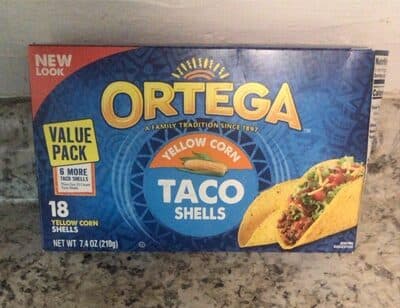 NEW
LOOK
ORTEGA
A FAMILY TRADITION SINCE 1897
YELLOW CORN
TACO
SHELLS
VALUE
PACK
6 MORE
TACO SHELLS
18
YELLOW CORN
SHELLS
NET WT 7.4 OZ (210g)